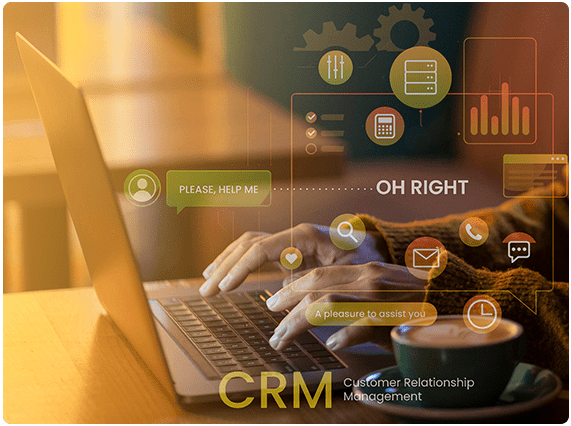 PLEASE, HELP ME
OH RIGHT
A pleasure to assist you
CRM
Customer Relationship
Management